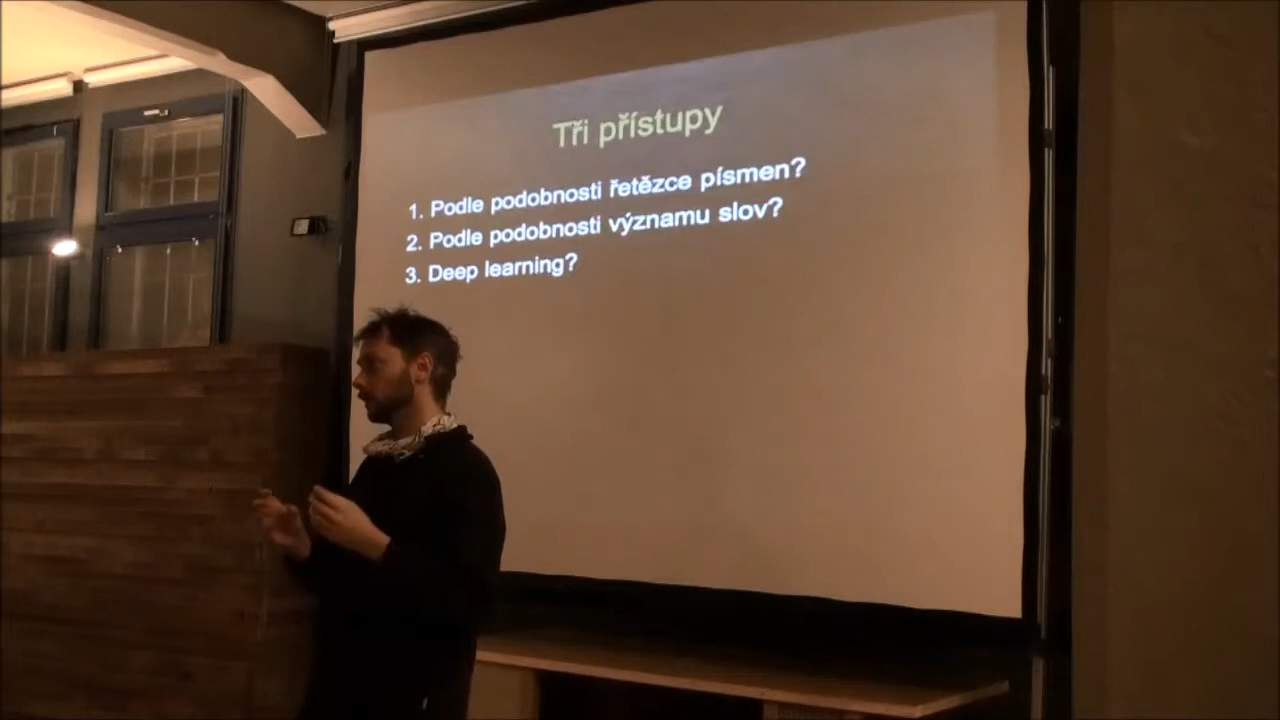 Tři přístupy
1. Podle podobnosti řetězce písmen?
2. Podle podobnosti významu slov?
3. Deep learning?